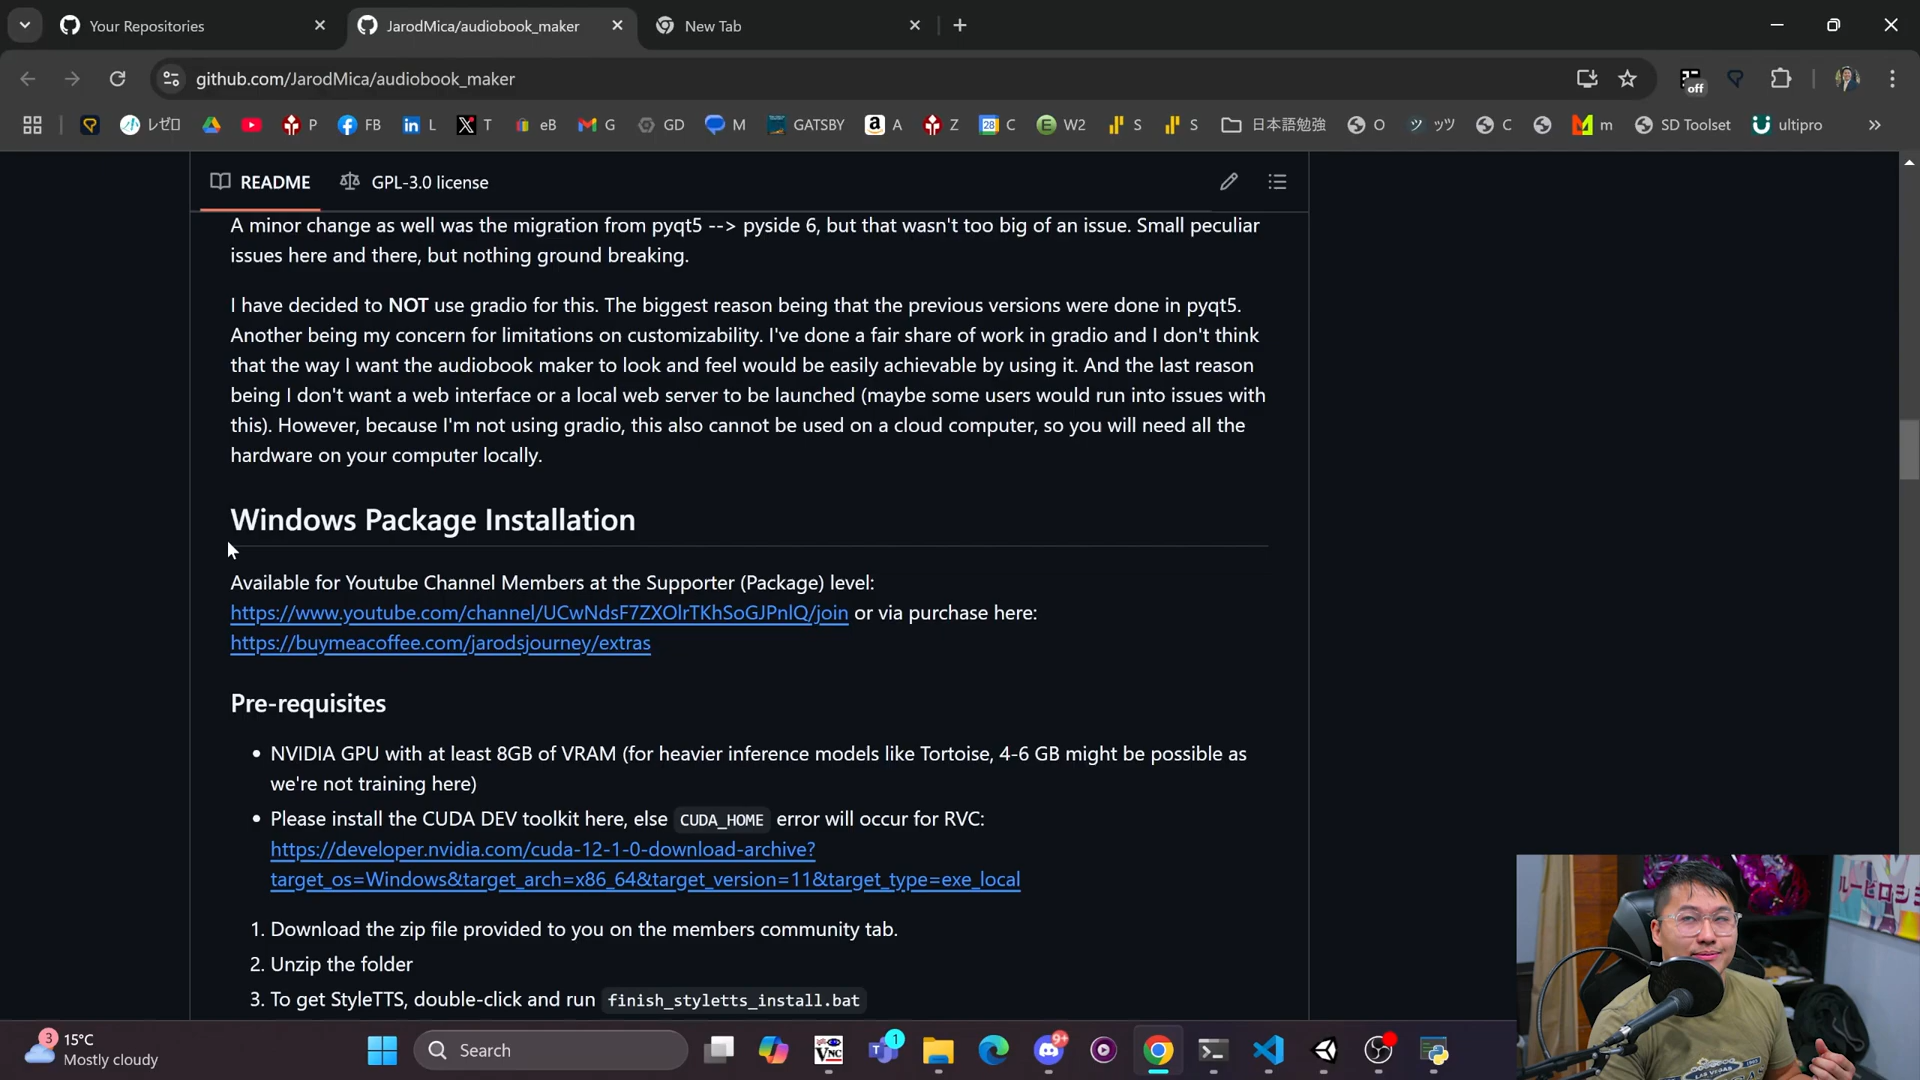 Your Repositories
JarodMica/audiobook_maker
New Tab
github.com/JarodMica/audiobook_maker
off
レゼロ
P
FB
L
T
eB
G
GD
M
GATSBY
A
Z
28
C
W2
S
S
日本語勉強
O
ツ ッツ
C
m
SD Toolset
ultipro
README
GPL-3.0 license
A minor change as well was the migration from pyqt5 --> pyside 6, but that wasn't too big of an issue. Small peculiar
issues here and there, but nothing ground breaking.
I have decided to NOT use gradio for this. The biggest reason being that the previous versions were done in pyqt5.
Another being my concern for limitations on customizability. I've done a fair share of work in gradio and I don't think
that the way I want the audiobook maker to look and feel would be easily achievable by using it. And the last reason
being I don't want a web interface or a local web server to be launched (maybe some users would run into issues with
this). However, because I'm not using gradio, this also cannot be used on a cloud computer, so you will need all the
hardware on your computer locally.
Windows Package Installation
Available for Youtube Channel Members at the Supporter (Package) level:
https://www.youtube.com/channel/UCwNdsF7ZXOlrTKhSoGJPnlQ/join or via purchase here:
https://buymeacoffee.com/jarodsjourney/extras
Pre-requisites
• NVIDIA GPU with at least 8GB of VRAM (for heavier inference models like Tortoise, 4-6 GB might be possible as
we're not training here)
• Please install the CUDA DEV toolkit here, else CUDA_HOME error will occur for RVC:
https://developer.nvidia.com/cuda-12-1-0-download-archive?
target_os=Windows&target_arch=x86_64&target_version=11&target_type=exe_local
1. Download the zip file provided to you on the members community tab.
2. Unzip the folder
3. To get StyleTTS, double-click and run finish_styletts_install.bat
3
15°C
Mostly cloudy
Search
1
9+